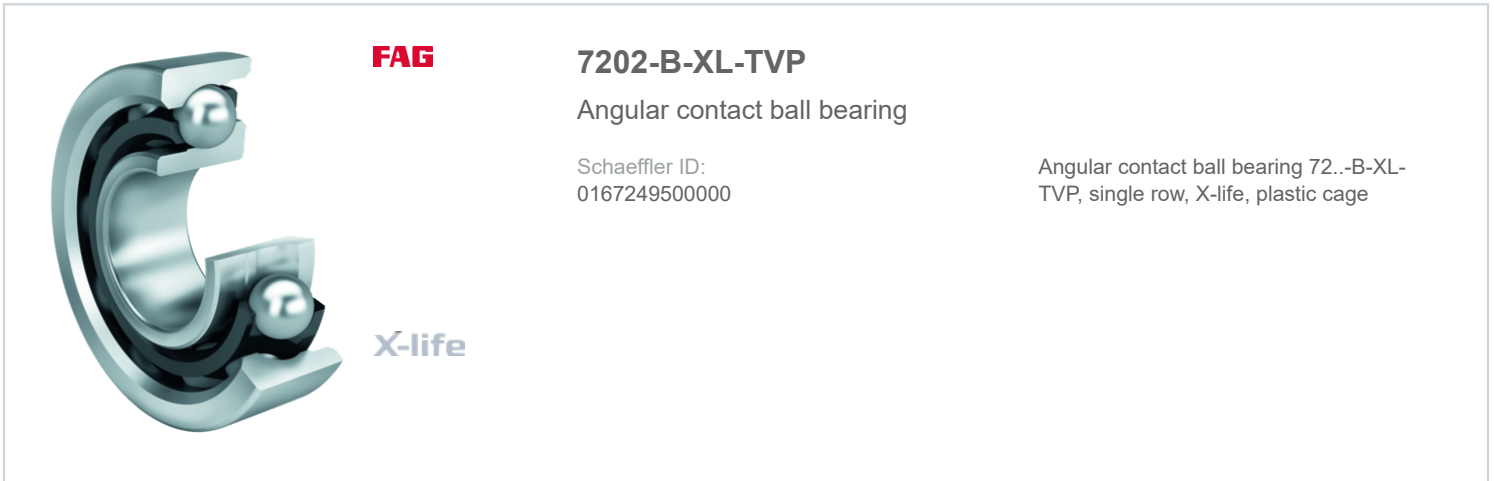 FAG
7202-B-XL-TVP
Angular contact ball bearing
Schaeffler ID:
0167249500000
Angular contact ball bearing 72..-B-XL-
TVP, single row, X-life, plastic cage
X-life